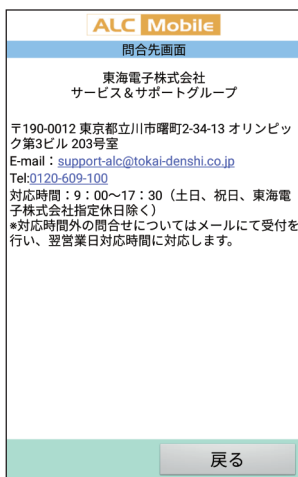 ALC Mobile
問合先画面
東海電子株式会社
サービス&サポートグループ
〒190-0012 東京都立川市曙町2-34-13 オリンピッ
ク第3ビル 203号室
E-mail：support-alc@tokai-denshi.co.jp
Tel:0120-609-100
対応時間：9：00〜17：30（土日、祝日、東海電
子株式会社指定休日除く）
*対応時間外の問合せについてはメールにて受付を
行い、翌営業日対応時間に対応します。
戻る